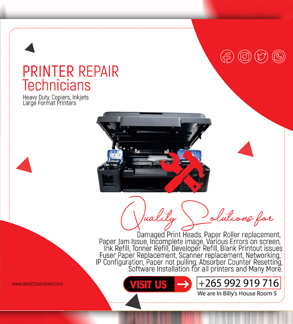 PRINTER REPAIR
Technicians
Heavy Duty, Copiers, Inkjets
Large Format Printers
Quality Solutions for
Damaged Print Heads, Paper Roller replacement,
Paper Jam Issue, Incomplete image, Various Errors on screen,
Ink Refill, Tonner Refill, Developer Refill, Blank Printout issues
Fuser Paper Replacement, Scanner replacement, Networking,
IP Configuration, Paper not pulling, Absorber Counter Resetting,
Software Installation for all printers and Many More.
VISIT US
+265 992 919 716
We are in Billy's House Room 5